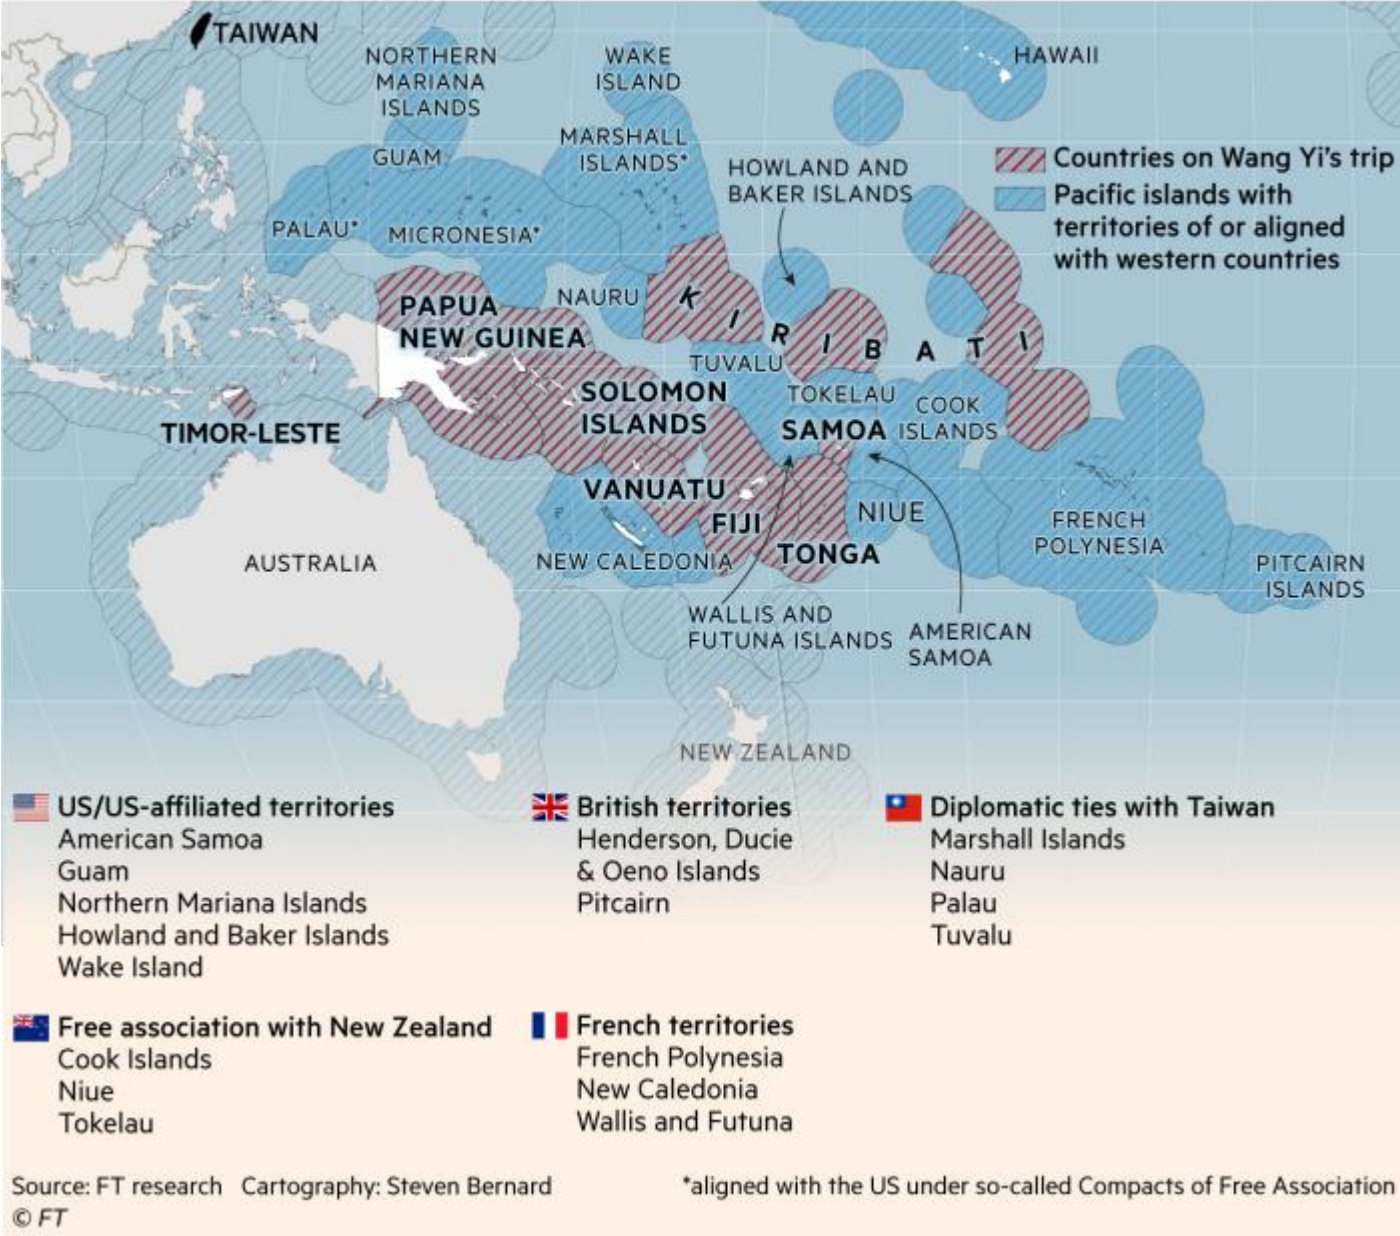 TAIWAN
NORTHERN
MARIANA
ISLANDS
WAKE
ISLAND
HAWAII
GUAM
MARSHALL
ISLANDS*
HOWLAND AND
BAKER ISLANDS
Countries on Wang Yi's trip
Pacific islands with
territories of or aligned
with western countries
PALAU*
MICRONESIA*
PAPUA
NEW GUINEA
NAURU
KIRIBATI
TUVALU
TOKELAU
SOLOMON
ISLANDS
COOK
ISLANDS
SAMOA
TIMOR-LESTE
VANUATU
FIJI
NIUE
TONGA
FRENCH
POLYNESIA
AUSTRALIA
NEW CALEDONIA
PITCAIRN
ISLANDS
WALLIS AND
FUTUNA ISLANDS
AMERICAN
SAMOA
NEW ZEALAND
US/US-affiliated territories
American Samoa
Guam
Northern Mariana Islands
Howland and Baker Islands
Wake Island
British territories
Henderson, Ducie
& Oeno Islands
Pitcairn
Diplomatic ties with Taiwan
Marshall Islands
Nauru
Palau
Tuvalu
Free association with New Zealand
Cook Islands
Niue
Tokelau
French territories
French Polynesia
New Caledonia
Wallis and Futuna
Source: FT research Cartography: Steven Bernard
*aligned with the US under so-called Compacts of Free Association
© FT